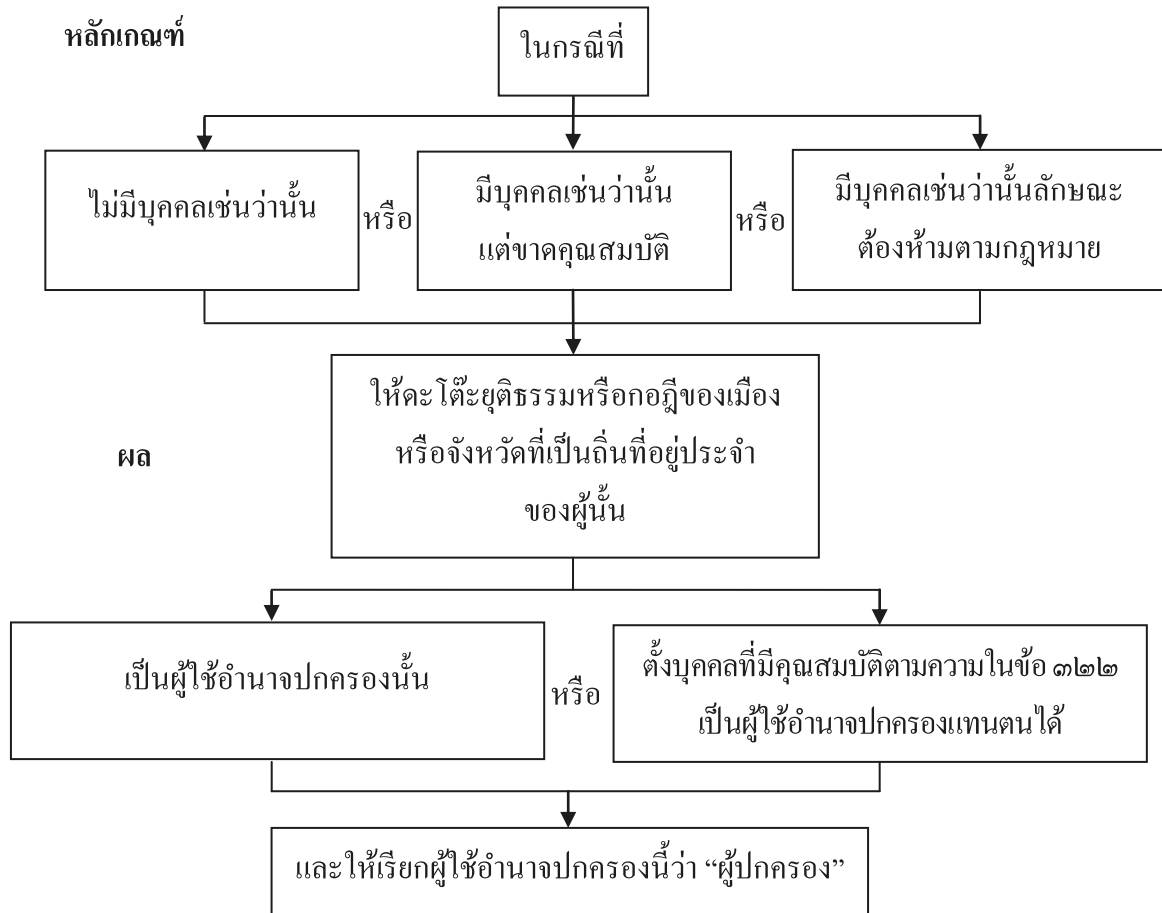 หลักเกณฑ์
ในกรณีที่
ไม่มีบุคคลเช่นว่านั้น
หรือ
มีบุคคลเช่นว่านั้น
แต่ขาดคุณสมบัติ
หรือ
มีบุคคลเช่นว่านั้นลักษณะ
ต้องห้ามตามกฎหมาย
ผล
ให้ดะโต๊ะยุติธรรมหรือกอฎีของเมือง
หรือจังหวัดที่เป็นถิ่นที่อยู่ประจำ
ของผู้นั้น
เป็นผู้ใช้อำนาจปกครองนั้น
หรือ
ตั้งบุคคลที่มีคุณสมบัติตามความในข้อ ๓๒๒
เป็นผู้ใช้อำนาจปกครองแทนตนได้
และให้เรียกผู้ใช้อำนาจปกครองนี้ว่า “ผู้ปกครอง”